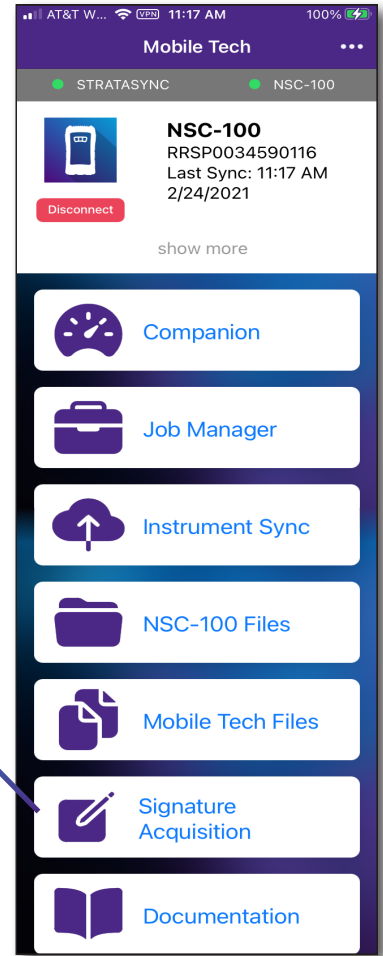 AT&T W... VPN 11:17 AM 100%
Mobile Tech
STRATASYNC NSC-100
NSC-100
RRSP0034590116
Last Sync: 11:17 AM
2/24/2021
Disconnect
show more
Companion
Job Manager
Instrument Sync
NSC-100 Files
Mobile Tech Files
Signature
Acquisition
Documentation